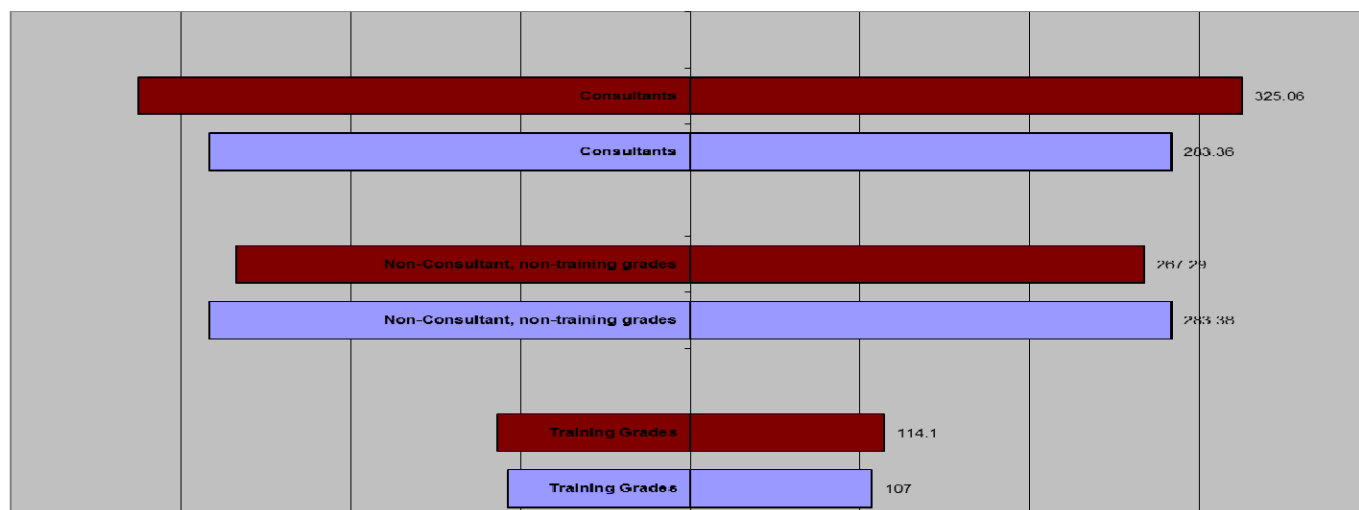 Consultants 325.06
Consultants 283.36
Non-Consultant, non-training grades 267.29
Non-Consultant, non-training grades 283.38
Training Grades 114.1
Training Grades 107